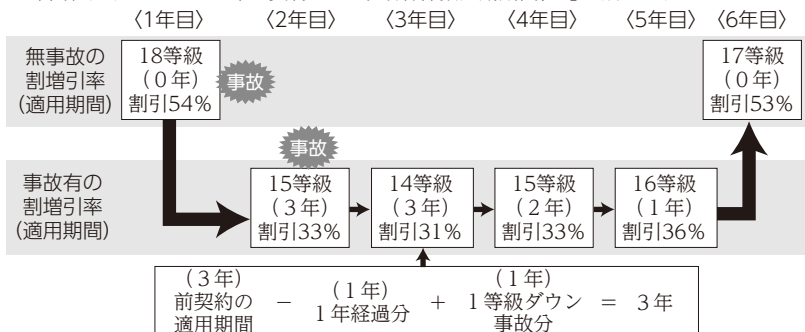 〈1年目〉 〈2年目〉 〈3年目〉 〈4年目〉 〈5年目〉 〈6年目〉
無事故の
割増引率
(適用期間)
18等級
(０年)
割引54%
事故
17等級
(０年)
割引53%
事故
事故有の
割増引率
(適用期間)
15等級
(３年)
割引33%
14等級
(３年)
割引31%
15等級
(２年)
割引33%
16等級
(１年)
割引36%
(３年)
前契約の
適用期間
−
(１年)
１年経過分
＋
(１年)
１等級ダウン
事故分
＝ ３年